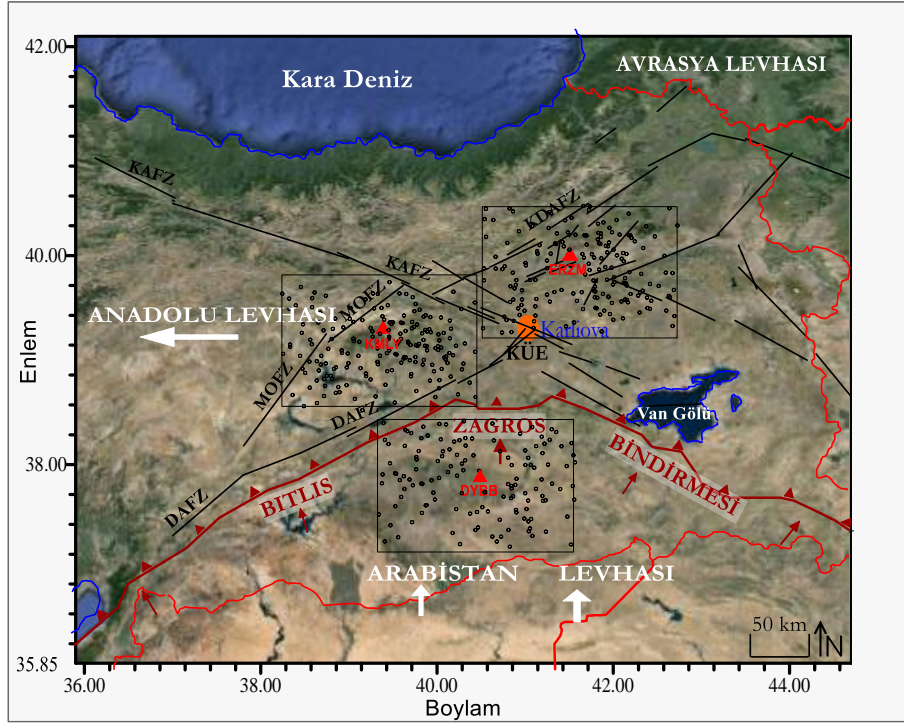 42.00
Kara Deniz
AVRASYA LEVHASI
KAFZ
KDAFZ
40.00
KAFZ
ERZM
MOFZ
ANADOLU LEVHASI
Karlıova
KMLY
KÜE
Enlem
MOFZ
DAFZ
Van Gölü
ZAGROS
38.00
BİNDİRMESİ
DYBB
BITLIS
DAFZ
ARABİSTAN LEVHASI
50 km
N
35.85
36.00 38.00 40.00 42.00 44.00
Boylam